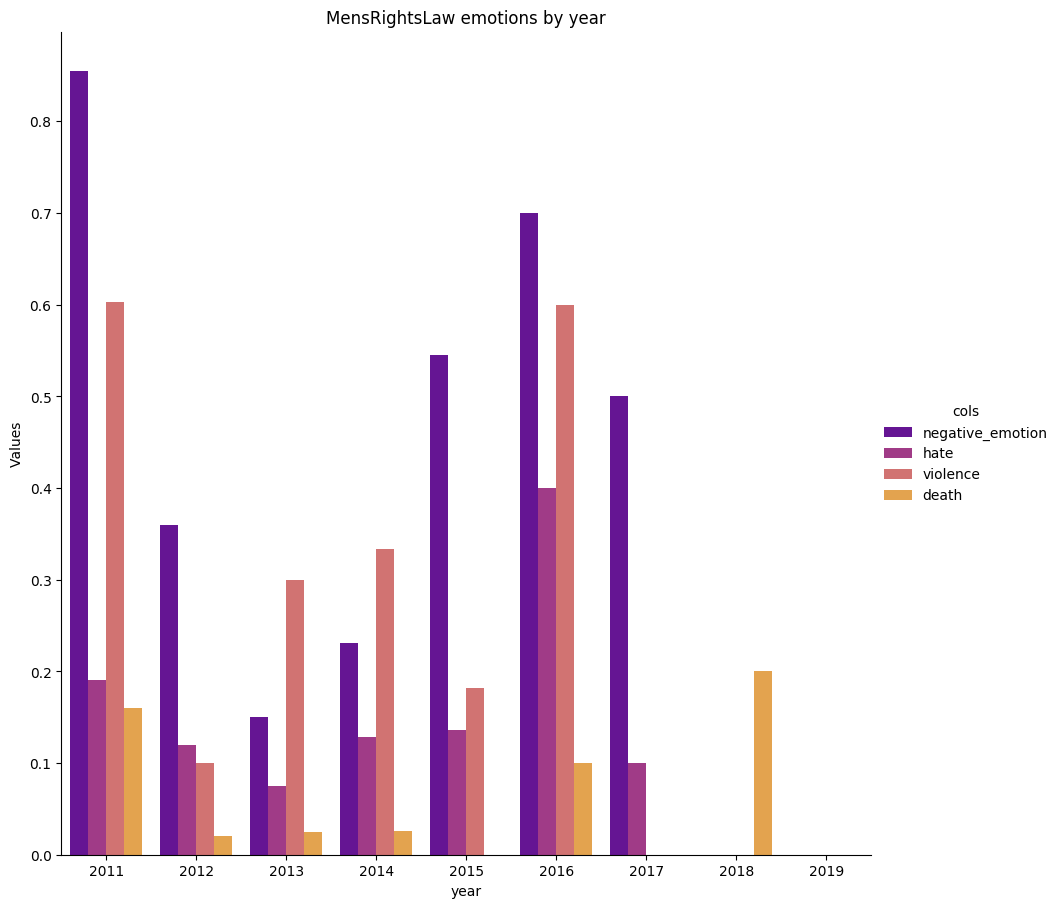 MensRightsLaw emotions by year
Values
0.8
0.7
0.6
0.5
0.4
0.3
0.2
0.1
0.0
2011 2012 2013 2014 2015 2016 2017 2018 2019
year
cols
negative_emotion
hate
violence
death